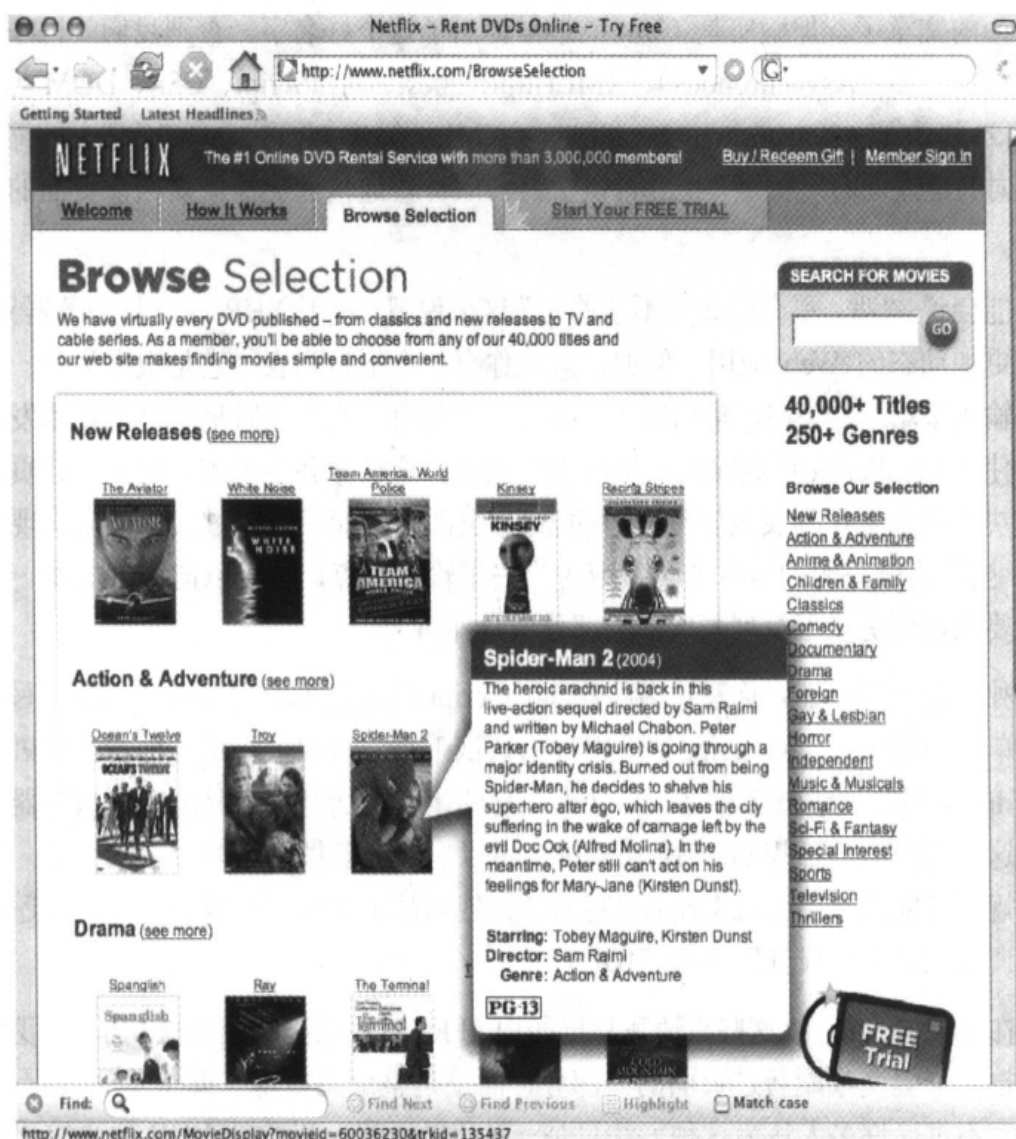 Netflix – Rent DVDs Online – Try Free
http://www.netflix.com/BrowseSelection
G
Getting Started Latest Headlines
NETFLIX The #1 Online DVD Rental Service with more than 3,000,000 members! Buy / Redeem Gift | Member Sign In
Welcome How It Works Browse Selection Start Your FREE TRIAL
Browse Selection
We have virtually every DVD published – from classics and new releases to TV and
cable series. As a member, you'll be able to choose from any of our 40,000 titles and
our web site makes finding movies simple and convenient.
SEARCH FOR MOVIES
GO
40,000+ Titles
250+ Genres
Browse Our Selection
New Releases
Action & Adventure
Anime & Animation
Children & Family
Classics
Comedy
Documentary
Drama
Foreign
Gay & Lesbian
Horror
Independent
Music & Musicals
Romance
Sci-Fi & Fantasy
Special Interest
Sports
Television
Thrillers
FREE
Trial
New Releases (see more)
The Aviator
White Noise
Team America: World
Police
Kinsey
Racing Stripes
AVIATOR
WHITE
NOISE
TEAM
AMERICA
WORLD POLICE
KINSEY
Action & Adventure (see more)
Ocean's Twelve
Troy
Spider-Man 2
OCEAN'S TWELVE
Spider-Man 2 (2004)
The heroic arachnid is back in this
live-action sequel directed by Sam Raimi
and written by Michael Chabon. Peter
Parker (Tobey Maguire) is going through a
major identity crisis. Burned out from being
Spider-Man, he decides to shelve his
superhero alter ego, which leaves the city
suffering in the wake of carnage left by the
evil Doc Ock (Alfred Molina). In the
meantime, Peter still can't act on his
feelings for Mary-Jane (Kirsten Dunst).
Starring: Tobey Maguire, Kirsten Dunst
Director: Sam Raimi
Genre: Action & Adventure
PG-13
Drama (see more)
Spanglish
Ray
The Terminal
Spanglish
Terminal
COLD
MOUNTAIN
Find: Find Next Find Previous Highlight Match case
http://www.netflix.com/MovieDisplay?movieid=60036230&trkid=135437